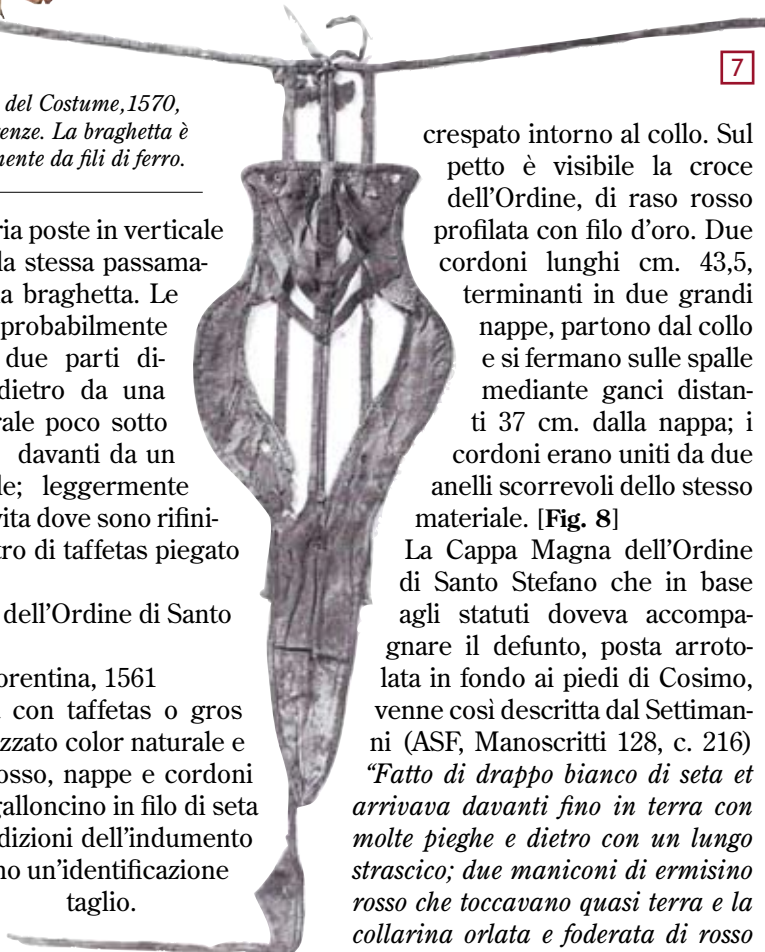 del Costume,1570,
enze. La braghetta è
mente da fili di ferro.
ria poste in verticale
la stessa passama-
a braghetta. Le
probabilmente
due parti di-
dietro da una
rale poco sotto
davanti da un
le; leggermente
vita dove sono rifini-
tro di taffetas piegato
dell'Ordine di Santo
orentina, 1561
con taffetas o gros
zzato color naturale e
osso, nappe e cordoni
galloncino in filo di seta
dizioni dell'indumento
no un'identificazione
taglio.
7
crespato intorno al collo. Sul
petto è visibile la croce
dell'Ordine, di raso rosso
profilata con filo d'oro. Due
cordoni lunghi cm. 43,5,
terminanti in due grandi
nappe, partono dal collo
e si fermano sulle spalle
mediante ganci distan-
ti 37 cm. dalla nappa; i
cordoni erano uniti da due
anelli scorrevoli dello stesso
materiale. [Fig. 8]
La Cappa Magna dell'Ordine
di Santo Stefano che in base
agli statuti doveva accompa-
gnare il defunto, posta arroto-
lata in fondo ai piedi di Cosimo,
venne così descritta dal Settiman-
ni (ASF, Manoscritti 128, c. 216)
“Fatto di drappo bianco di seta et
arrivava davanti fino in terra con
molte pieghe e dietro con un lungo
strascico; due maniconi di ermisino
rosso che toccavano quasi terra e la
collarina orlata e foderata di rosso